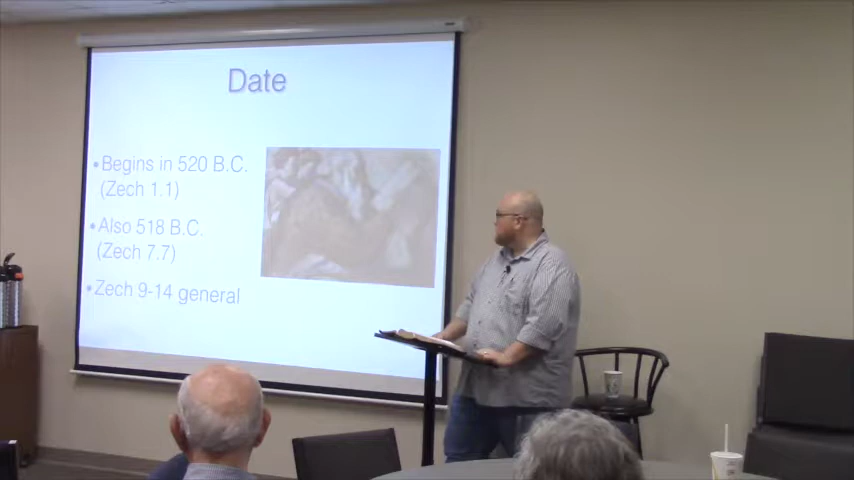 Date
•Begins in 520 B.C.
(Zech 1.1)
•Also 518 B.C.
(Zech 7.7)
•Zech 9-14 general